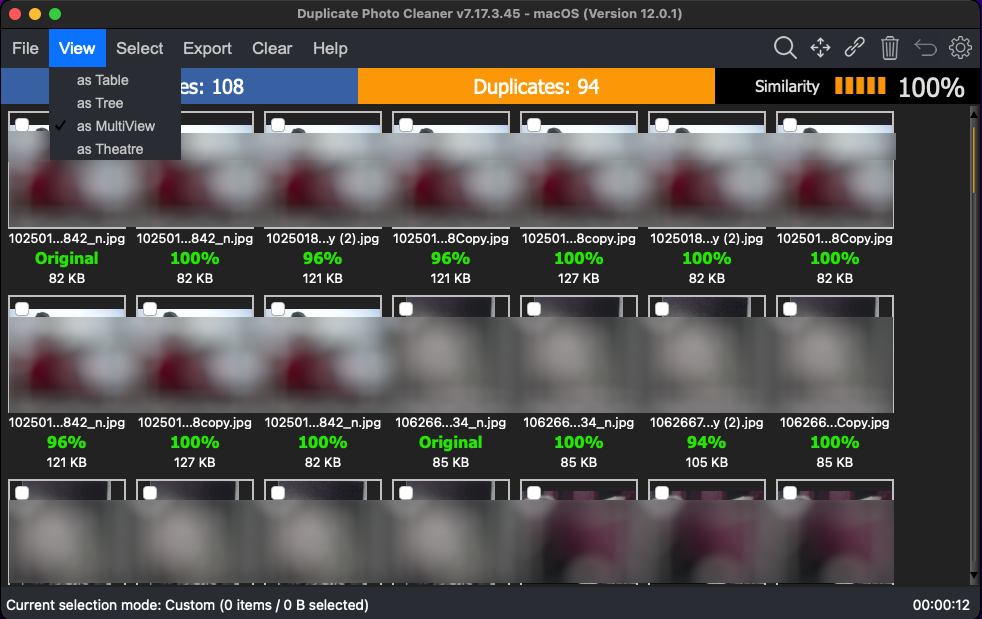 Duplicate Photo Cleaner v7.17.3.45 - macOS (Version 12.0.1)
File View Select Export Clear Help
as Table
as Tree
as MultiView
as Theatre
es: 108
Duplicates: 94
Similarity 100%
102501...842_n.jpg 102501...842_n.jpg 1025018...y (2).jpg 102501...8Copy.jpg 102501...8copy.jpg 1025018...y (2).jpg 102501...8Copy.jpg
Original 100% 96% 96% 100% 100% 100%
82 KB 82 KB 121 KB 121 KB 127 KB 82 KB 82 KB
102501...842_n.jpg 102501...8copy.jpg 102501...842_n.jpg 106266...34_n.jpg 106266...34_n.jpg 1062667...y (2).jpg 106266...Copy.jpg
96% 100% 100% Original 100% 94% 100%
121 KB 127 KB 82 KB 85 KB 85 KB 105 KB 85 KB
Current selection mode: Custom (0 items / 0 B selected) 00:00:12